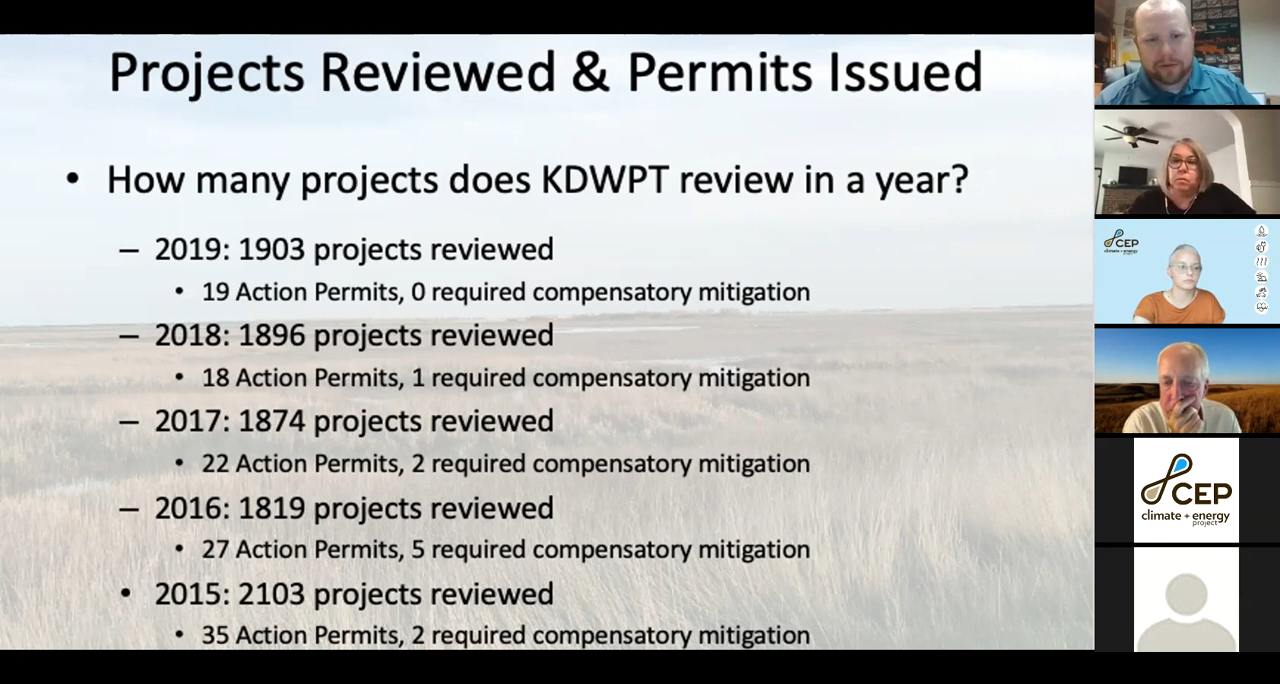 Projects Reviewed & Permits Issued
• How many projects does KDWPT review in a year?
– 2019: 1903 projects reviewed
• 19 Action Permits, 0 required compensatory mitigation
– 2018: 1896 projects reviewed
• 18 Action Permits, 1 required compensatory mitigation
– 2017: 1874 projects reviewed
• 22 Action Permits, 2 required compensatory mitigation
– 2016: 1819 projects reviewed
• 27 Action Permits, 5 required compensatory mitigation
• 2015: 2103 projects reviewed
• 35 Action Permits, 2 required compensatory mitigation
CEP
climate + energy
project
CEP
climate + energy
project